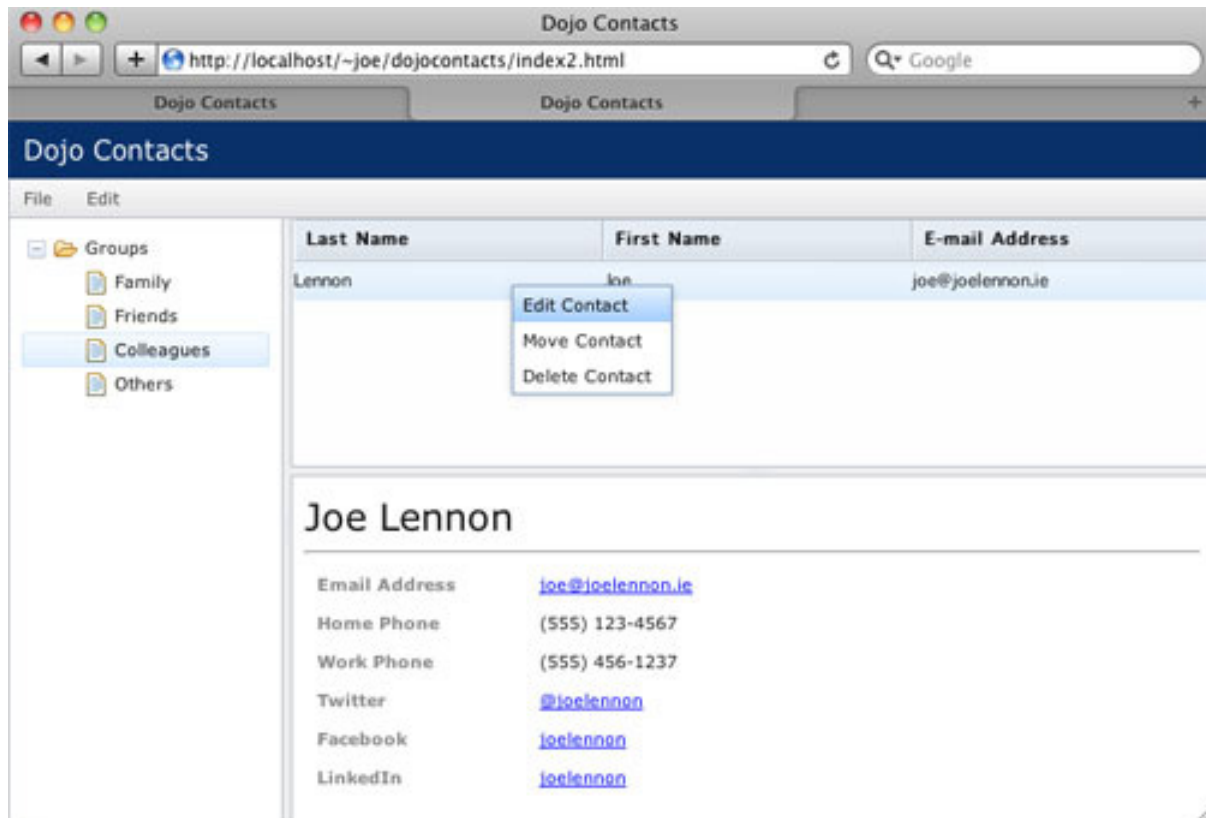 Dojo Contacts
http://localhost/~joe/dojocontacts/index2.html
Google
Dojo Contacts Dojo Contacts
Dojo Contacts
File Edit
Groups
Family
Friends
Colleagues
Others
Last Name First Name E-mail Address
Lennon Joe joe@joelennon.ie
Edit Contact
Move Contact
Delete Contact
Joe Lennon
Email Address joe@joelennon.ie
Home Phone (555) 123-4567
Work Phone (555) 456-1237
Twitter @joelennon
Facebook joelennon
LinkedIn joelennon